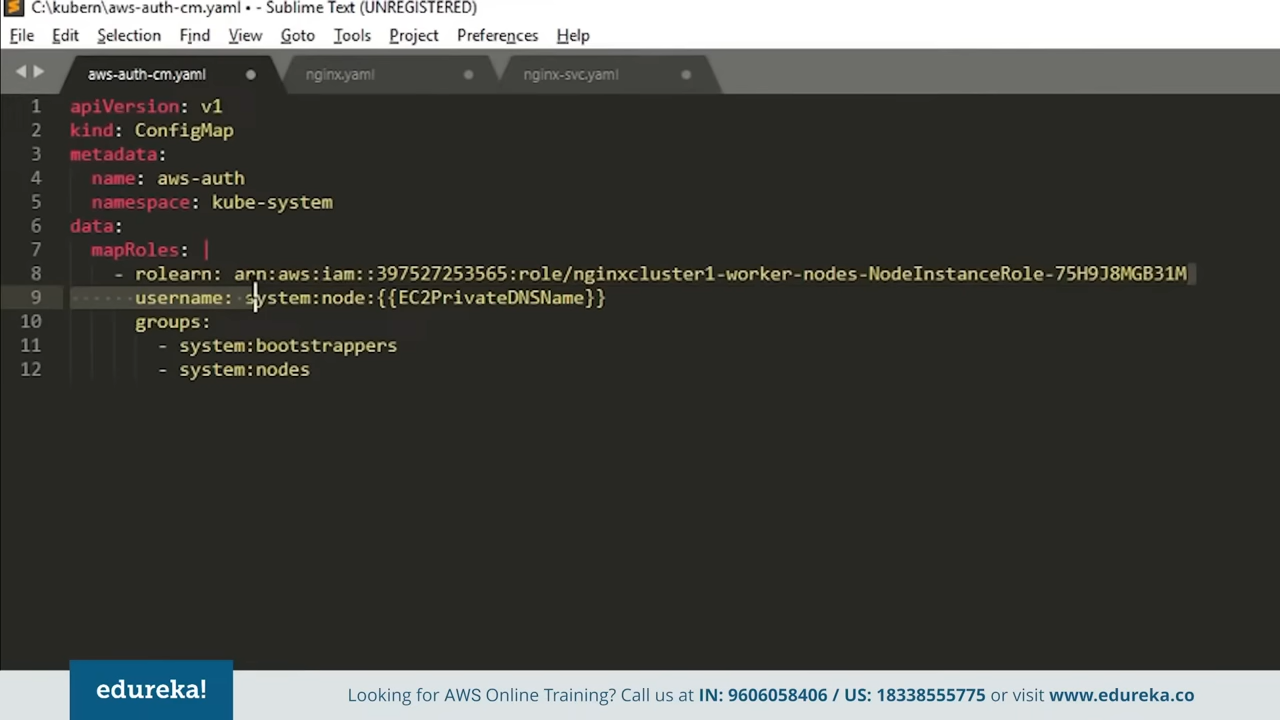 C:\kubern\aws-auth-cm.yaml • - Sublime Text (UNREGISTERED)
File Edit Selection Find View Goto Tools Project Preferences Help
aws-auth-cm.yaml nginx.yaml nginx-svc.yaml
1 apiVersion: v1
2 kind: ConfigMap
3 metadata:
4 name: aws-auth
5 namespace: kube-system
6 data:
7 mapRoles: |
8 - rolearn: arn:aws:iam::397527253565:role/nginxcluster1-worker-nodes-NodeInstanceRole-75H9J8MGB31M
9 username: system:node:{{EC2PrivateDNSName}}
10 groups:
11 - system:bootstrappers
12 - system:nodes
edureka!
Looking for AWS Online Training? Call us at IN: 9606058406 / US: 18338555775 or visit www.edureka.co